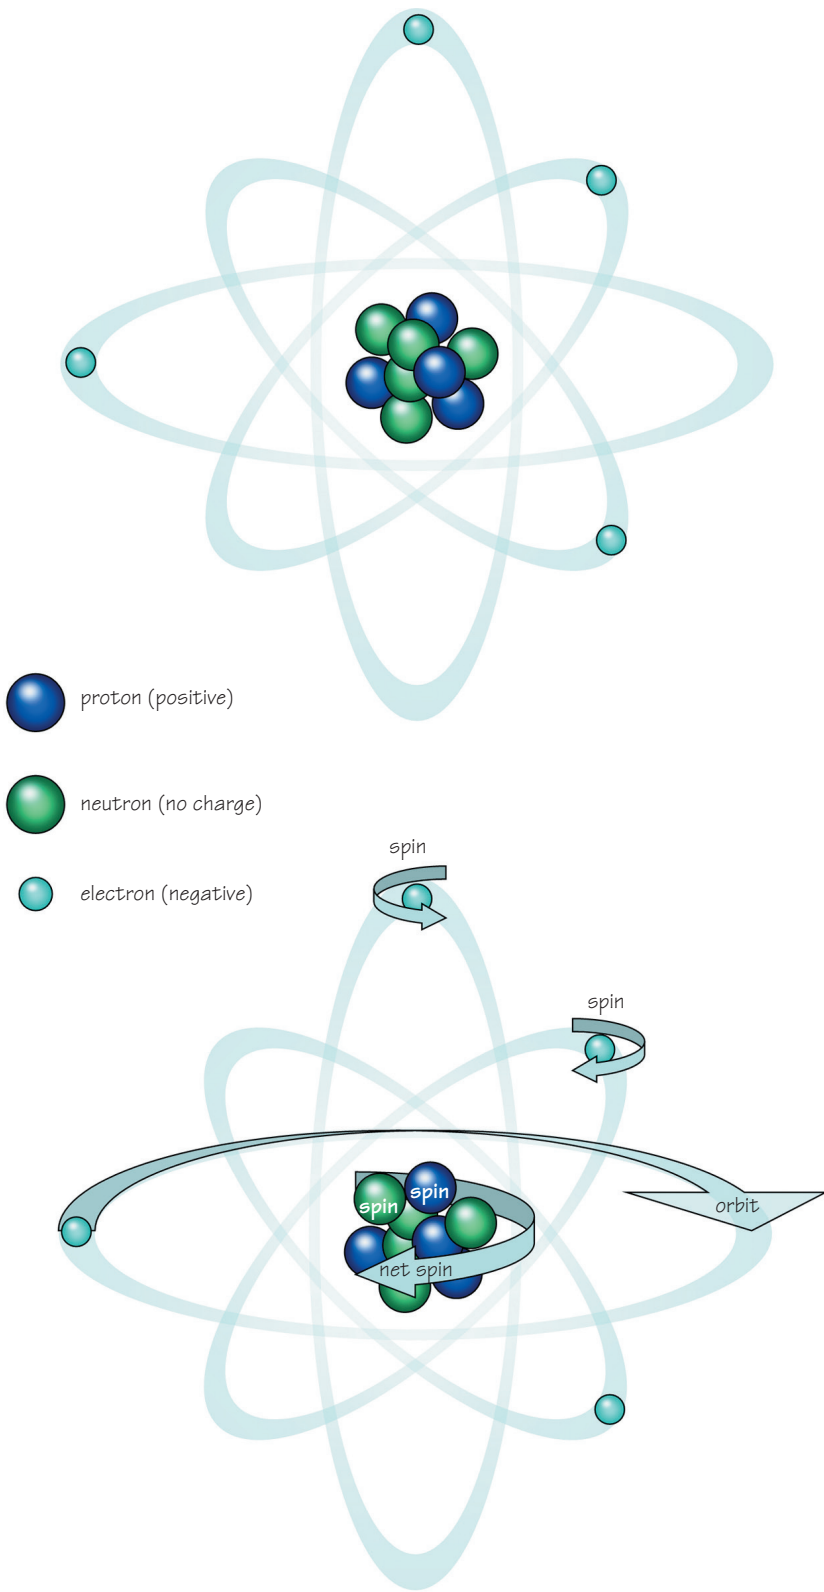 proton (positive)
neutron (no charge)
electron (negative)
spin
spin
spin
spin
orbit
net spin